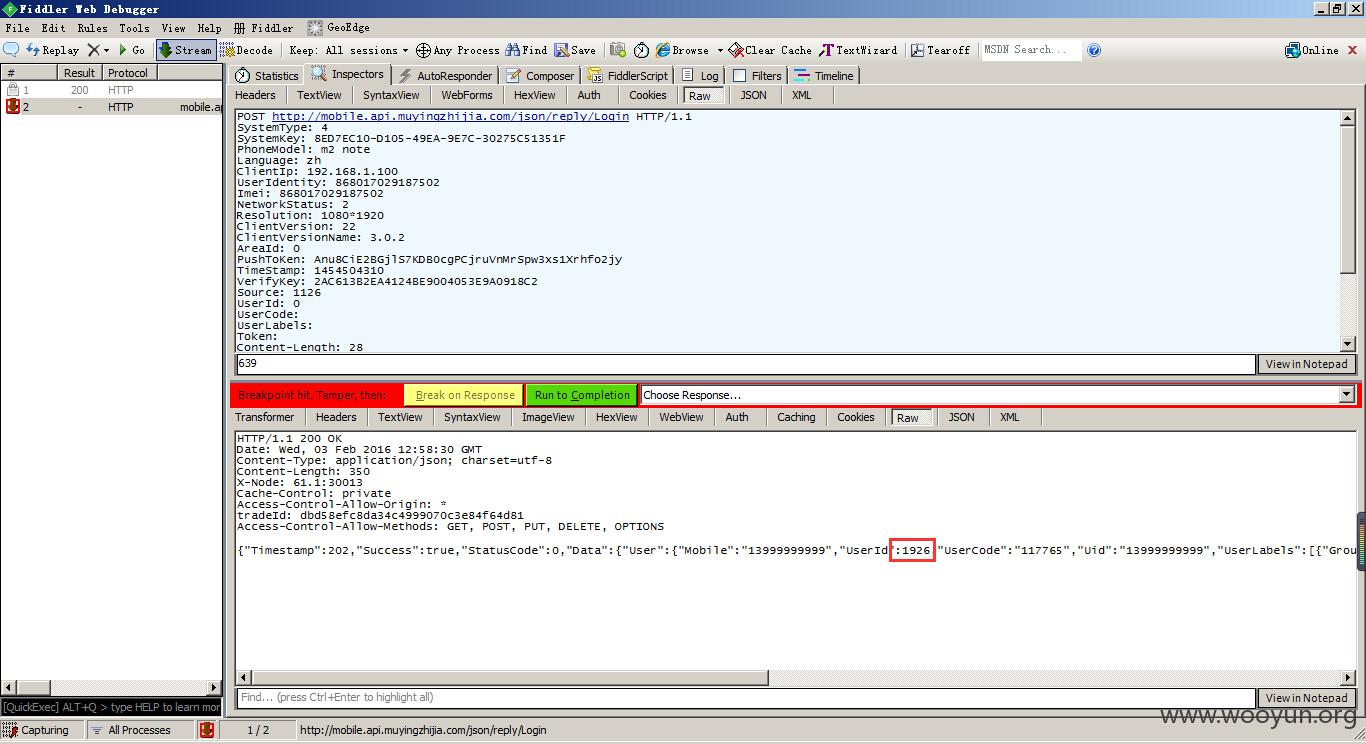 Fiddler Web Debugger
File Edit Rules Tools View Help Fiddler GeoEdge
Replay Go Stream Decode Keep: All sessions Any Process Find Save Browse Clear Cache TextWizard Tearoff MSDN Search... Online
# Result Protocol
1 200 HTTP
2 - HTTP mobile.ap
Statistics Inspectors AutoResponder Composer FiddlerScript Log Filters Timeline
Headers TextView SyntaxView WebForms HexView Auth Cookies Raw JSON XML
POST http://mobile.api.muyingzhijia.com/json/reply/Login HTTP/1.1
SystemType: 4
SystemKey: 8ED7EC10-D105-49EA-9E7C-30275C51351F
PhoneModel: m2 note
Language: zh
ClientIp: 192.168.1.100
UserIdentity: 868017029187502
Imei: 868017029187502
NetworkStatus: 2
Resolution: 1080*1920
ClientVersion: 22
ClientVersionName: 3.0.2
AreaId: 0
PushToKen: Anu8CiE2BGjlS7KDBOcgPCjruVnMrSpw3xs1Xrhfo2jy
TimeStamp: 1454504310
VerifyKey: 2AC613B2EA4124BE9004053E9A0918C2
Source: 1126
UserId: 0
UserCode:
UserLabels:
Token:
Content-Length: 28
639 View in Notepad
Breakpoint hit. Tamper, then: Break on Response Run to Completion Choose Response...
Transformer Headers TextView SyntaxView ImageView HexView WebView Auth Caching Cookies Raw JSON XML
HTTP/1.1 200 OK
Date: Wed, 03 Feb 2016 12:58:30 GMT
Content-Type: application/json; charset=utf-8
Content-Length: 350
X-Node: 61.1:30013
Cache-Control: private
Access-Control-Allow-Origin: *
tradeId: dbd58efc8da34c4999070c3e84f64d81
Access-Control-Allow-Methods: GET, POST, PUT, DELETE, OPTIONS
{"Timestamp":202,"Success":true,"StatusCode":0,"Data":{"User":{"Mobile":"13999999999","UserId":1926,"UserCode":"117765","Uid":"13999999999","UserLabels":[{"Grou
Find... (press Ctrl+Enter to highlight all) View in Notepad
[QuickExec] ALT+Q > type HELP to learn mor
www.wooyun.org
Capturing All Processes 1 / 2 http://mobile.api.muyingzhijia.com/json/reply/Login